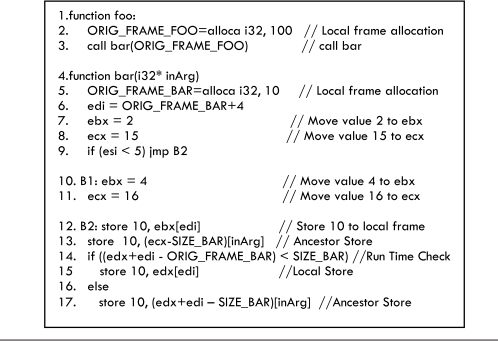 1.function foo:
2. ORIG_FRAME_FOO=alloca i32, 100 // Local frame allocation
3. call bar(ORIG_FRAME_FOO) // call bar
4.function bar(i32* inArg)
5. ORIG_FRAME_BAR=alloca i32, 10 // Local frame allocation
6. edi = ORIG_FRAME_BAR+4
7. ebx = 2 // Move value 2 to ebx
8. ecx = 15 // Move value 15 to ecx
9. if (esi < 5) jmp B2
10. B1: ebx = 4 // Move value 4 to ebx
11. ecx = 16 // Move value 16 to ecx
12. B2: store 10, ebx[edi] // Store 10 to local frame
13. store 10, (ecx-SIZE_BAR)[inArg] // Ancestor Store
14. if ((edx+edi - ORIG_FRAME_BAR) < SIZE_BAR) //Run Time Check
15 store 10, edx[edi] //Local Store
16. else
17. store 10, (edx+edi – SIZE_BAR)[inArg] //Ancestor Store